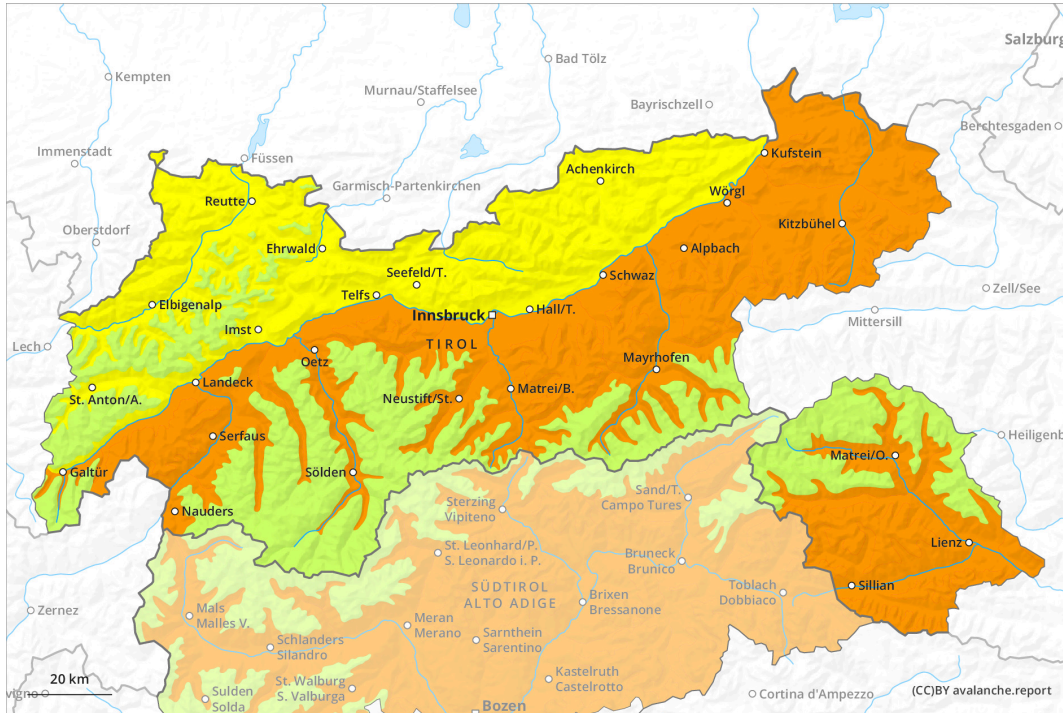 Salzburg
Bad Tölz
Kempten
Murnau/Staffelsee
Bayrischzell
Berchtesgaden
Immenstadt
Füssen
Kufstein
Achenkirch
Garmisch-Partenkirchen
Wörgl
Reutte
Oberstdorf
Kitzbühel
Ehrwald
Alpbach
Seefeld/T.
Schwaz
Zell/See
Telfs
Elbigenalp
Hall/T.
Innsbruck
Mittersill
Imst
Lech
TIROL
Mayrhofen
Oetz
Landeck
St. Anton/A.
Matrei/B.
Neustift/St.
Serfaus
Heiligenb
Matrei/O.
Galtür
Sölden
Sand/T.
Campo Tures
Sterzing
Vipiteno
Nauders
Lienz
St. Leonhard/P.
S. Leonardo i. P.
Bruneck
Brunico
Sillian
SÜDTIROL
ALTO ADIGE
Toblach
Dobbiaco
Brixen
Bressanone
Zernez
Mals
Malles V.
Meran
Merano
Sarnthein
Sarentino
Schlanders
Silandro
Kastelruth
Castelrotto
St. Walburg
S. Valburga
20 km
vigno
Sulden
Solda
Cortina d'Ampezzo
(CC)BY avalanche.report
Bozen